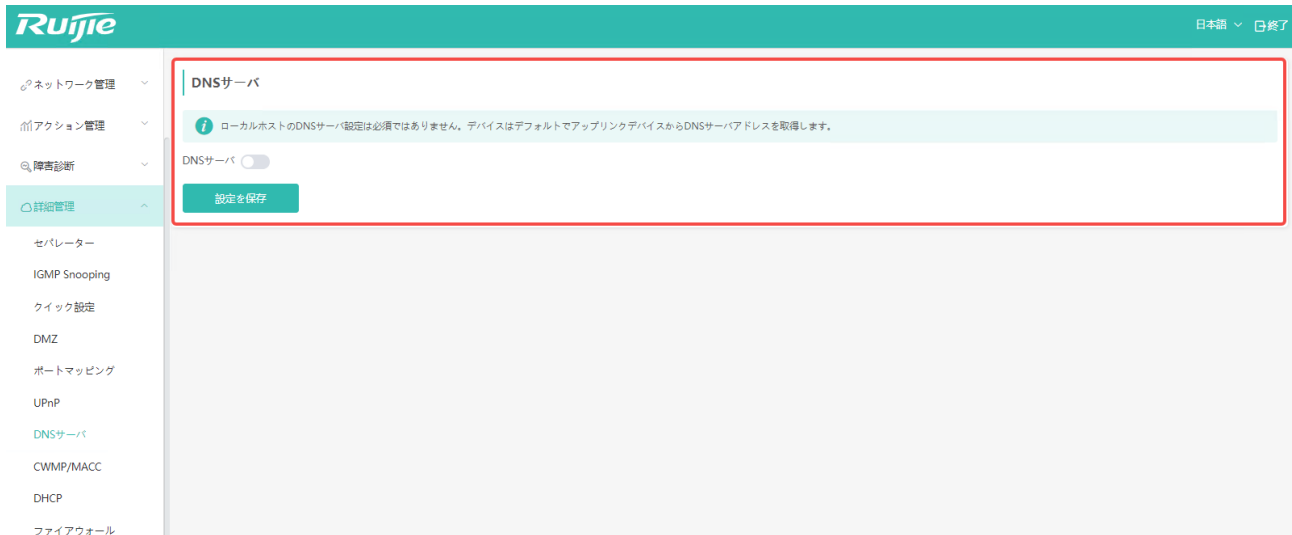 Ruijie
日本語 終了
ネットワーク管理
アクション管理
障害診断
詳細管理
セパレーター
IGMP Snooping
クイック設定
DMZ
ポートマッピング
UPnP
DNSサーバ
CWMP/MACC
DHCP
ファイアウォール
DNSサーバ
ローカルホストのDNSサーバ設定は必須ではありません。デバイスはデフォルトでアップリンクデバイスからDNSサーバアドレスを取得します。
DNSサーバ
設定を保存